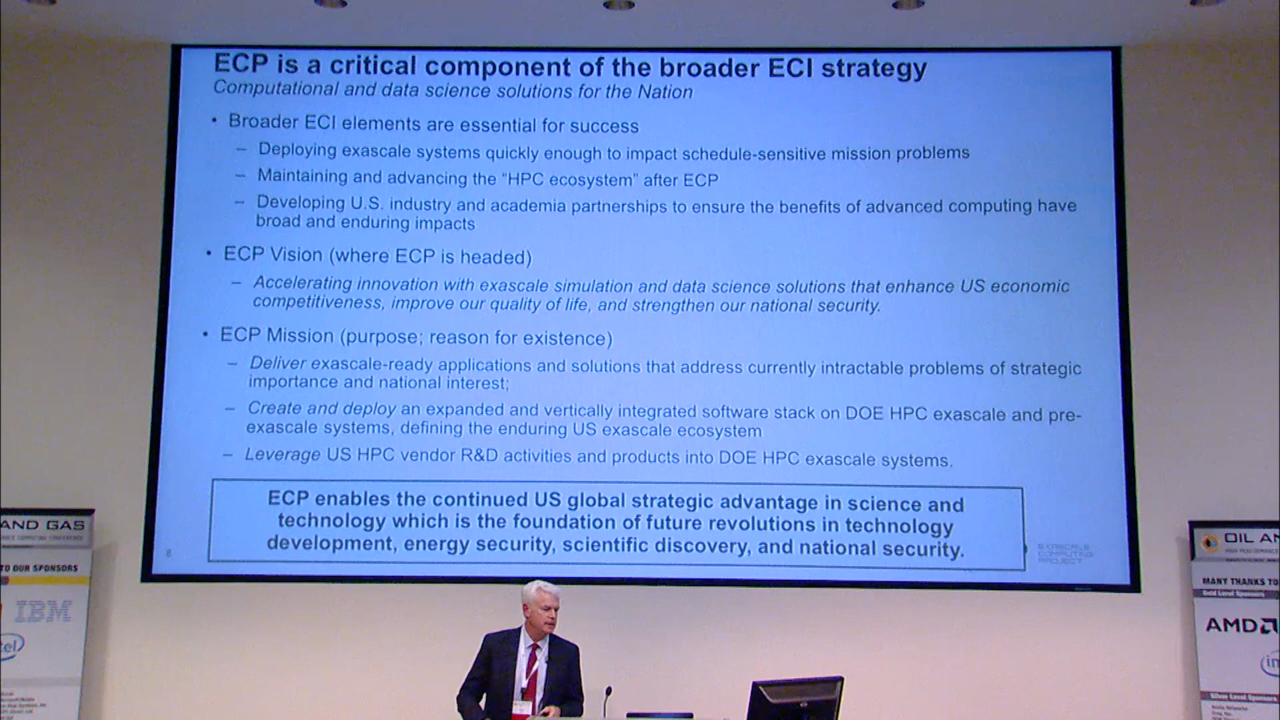 ECP is a critical component of the broader ECI strategy
Computational and data science solutions for the Nation
• Broader ECI elements are essential for success
– Deploying exascale systems quickly enough to impact schedule-sensitive mission problems
– Maintaining and advancing the "HPC ecosystem" after ECP
– Developing U.S. industry and academia partnerships to ensure the benefits of advanced computing have
broad and enduring impacts
• ECP Vision (where ECP is headed)
– Accelerating innovation with exascale simulation and data science solutions that enhance US economic
competitiveness, improve our quality of life, and strengthen our national security.
• ECP Mission (purpose; reason for existence)
– Deliver exascale-ready applications and solutions that address currently intractable problems of strategic
importance and national interest;
– Create and deploy an expanded and vertically integrated software stack on DOE HPC exascale and pre-
exascale systems, defining the enduring US exascale ecosystem
– Leverage US HPC vendor R&D activities and products into DOE HPC exascale systems.
ECP enables the continued US global strategic advantage in science and
technology which is the foundation of future revolutions in technology
development, energy security, scientific discovery, and national security.
8
EXASCALE
COMPUTING
PROJECT
AND GAS
TO OUR SPONSORS
IBM
tel
OIL AN
MANY THANKS TO
Gold Level Sponsors
AMD
in
Silver Level Sponsors